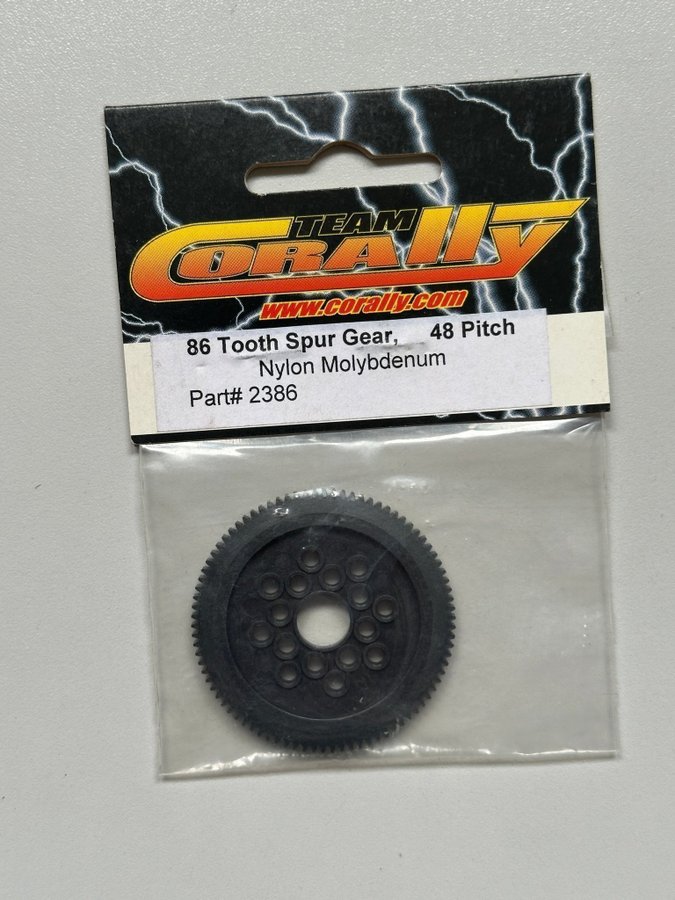 TEAM
CORALLY
www.corally.com
86 Tooth Spur Gear, 48 Pitch
Nylon Molybdenum
Part# 2386